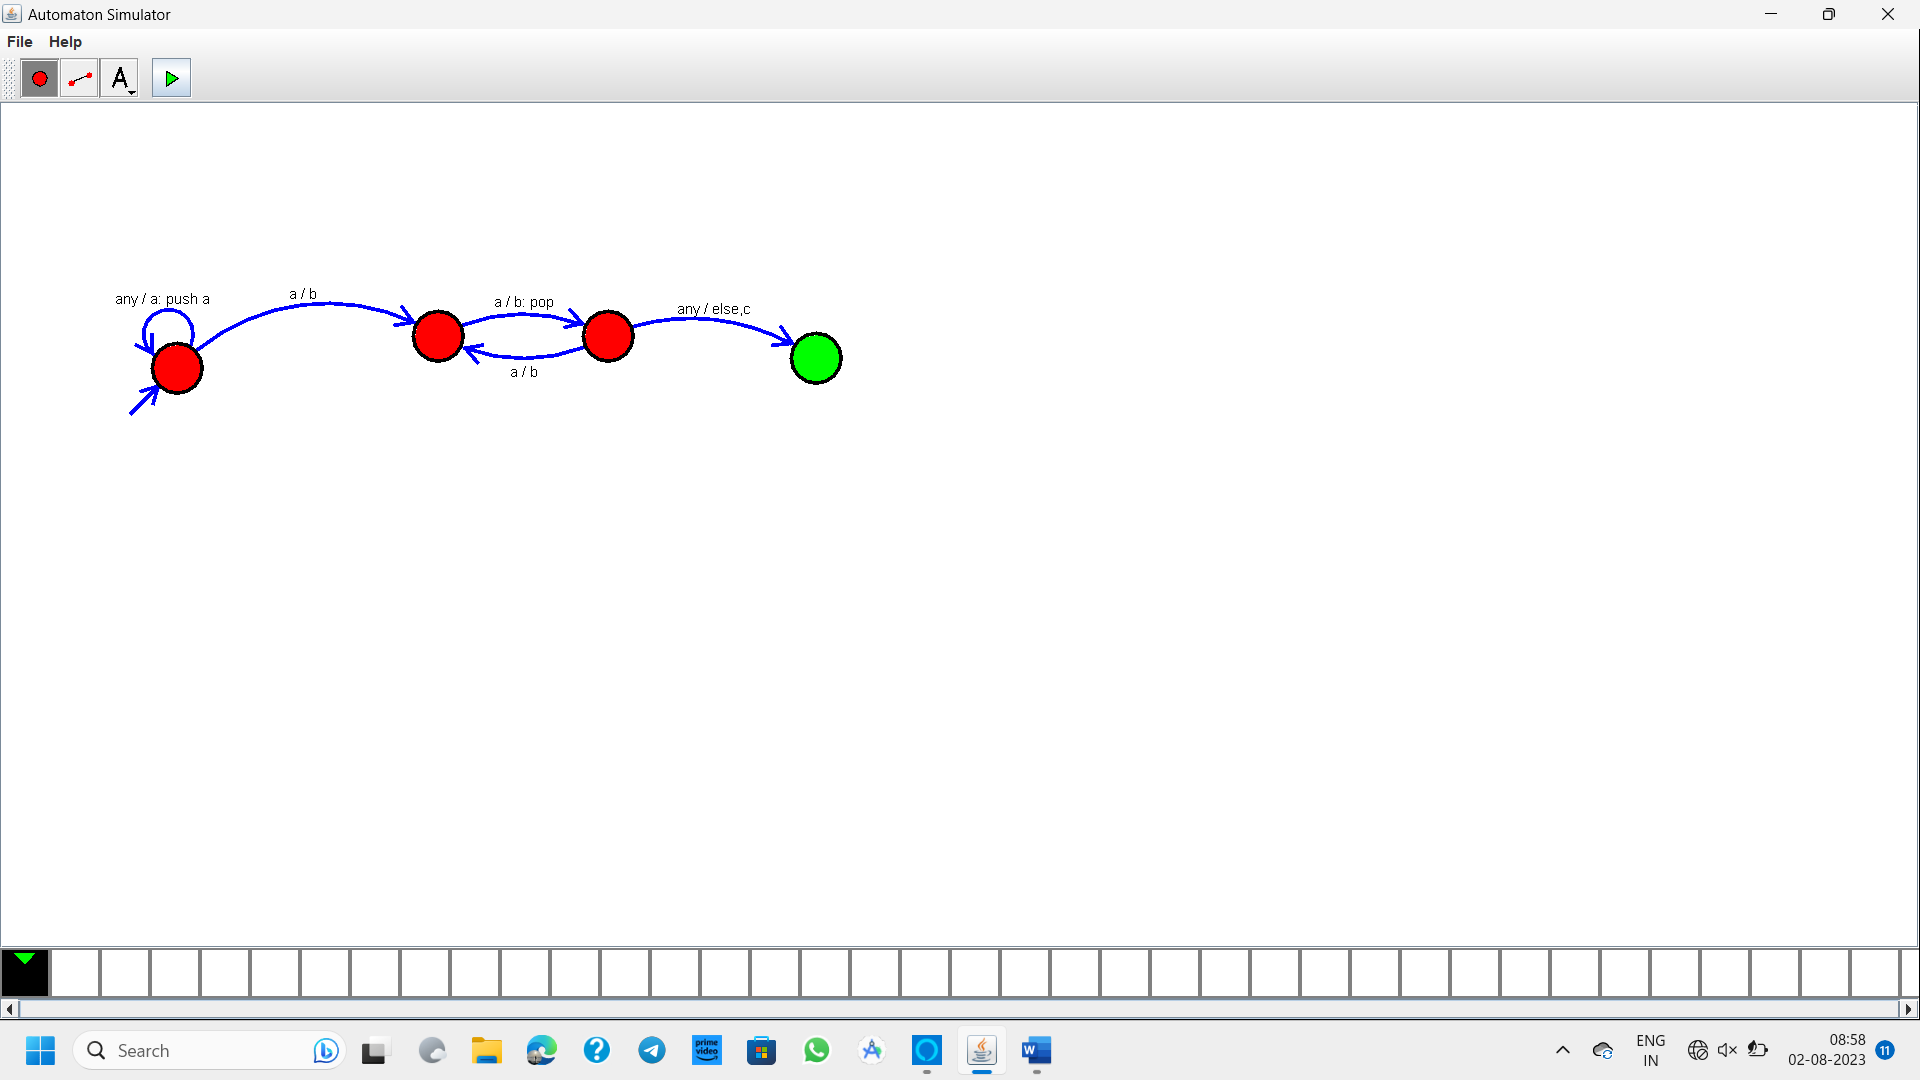 Automaton Simulator
File Help
A
any / a: push a
a / b
a / b: pop
any / else,c
a / b
Search
prime video
W
ENG
IN
08:58
02-08-2023
11